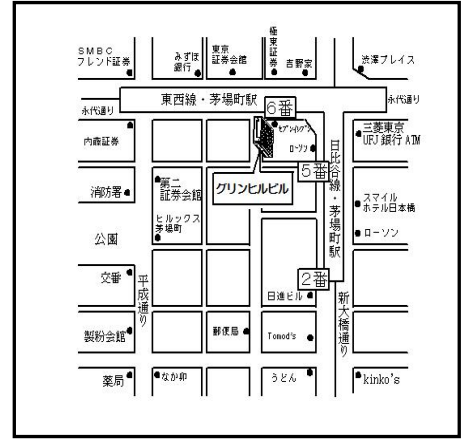 SMBC
フレンド証券
みずほ
銀行
東京
証券会館
極東証券
吉野家
渋澤プレイス
永代通り
東西線・茅場町駅
6番
永代通り
内藤証券
セブンイレブン
ローソン
三菱東京
UFJ銀行ATM
日比谷線・茅場町駅
5番
消防署
第二
証券会館
グリンヒルビル
スマイル
ホテル日本橋
ヒルックス
茅場町
ローソン
公園
交番
2番
平成通り
日進ビル
新大橋通り
製粉会館
郵便局
Tomod's
薬局
なか卯
うどん
kinko's